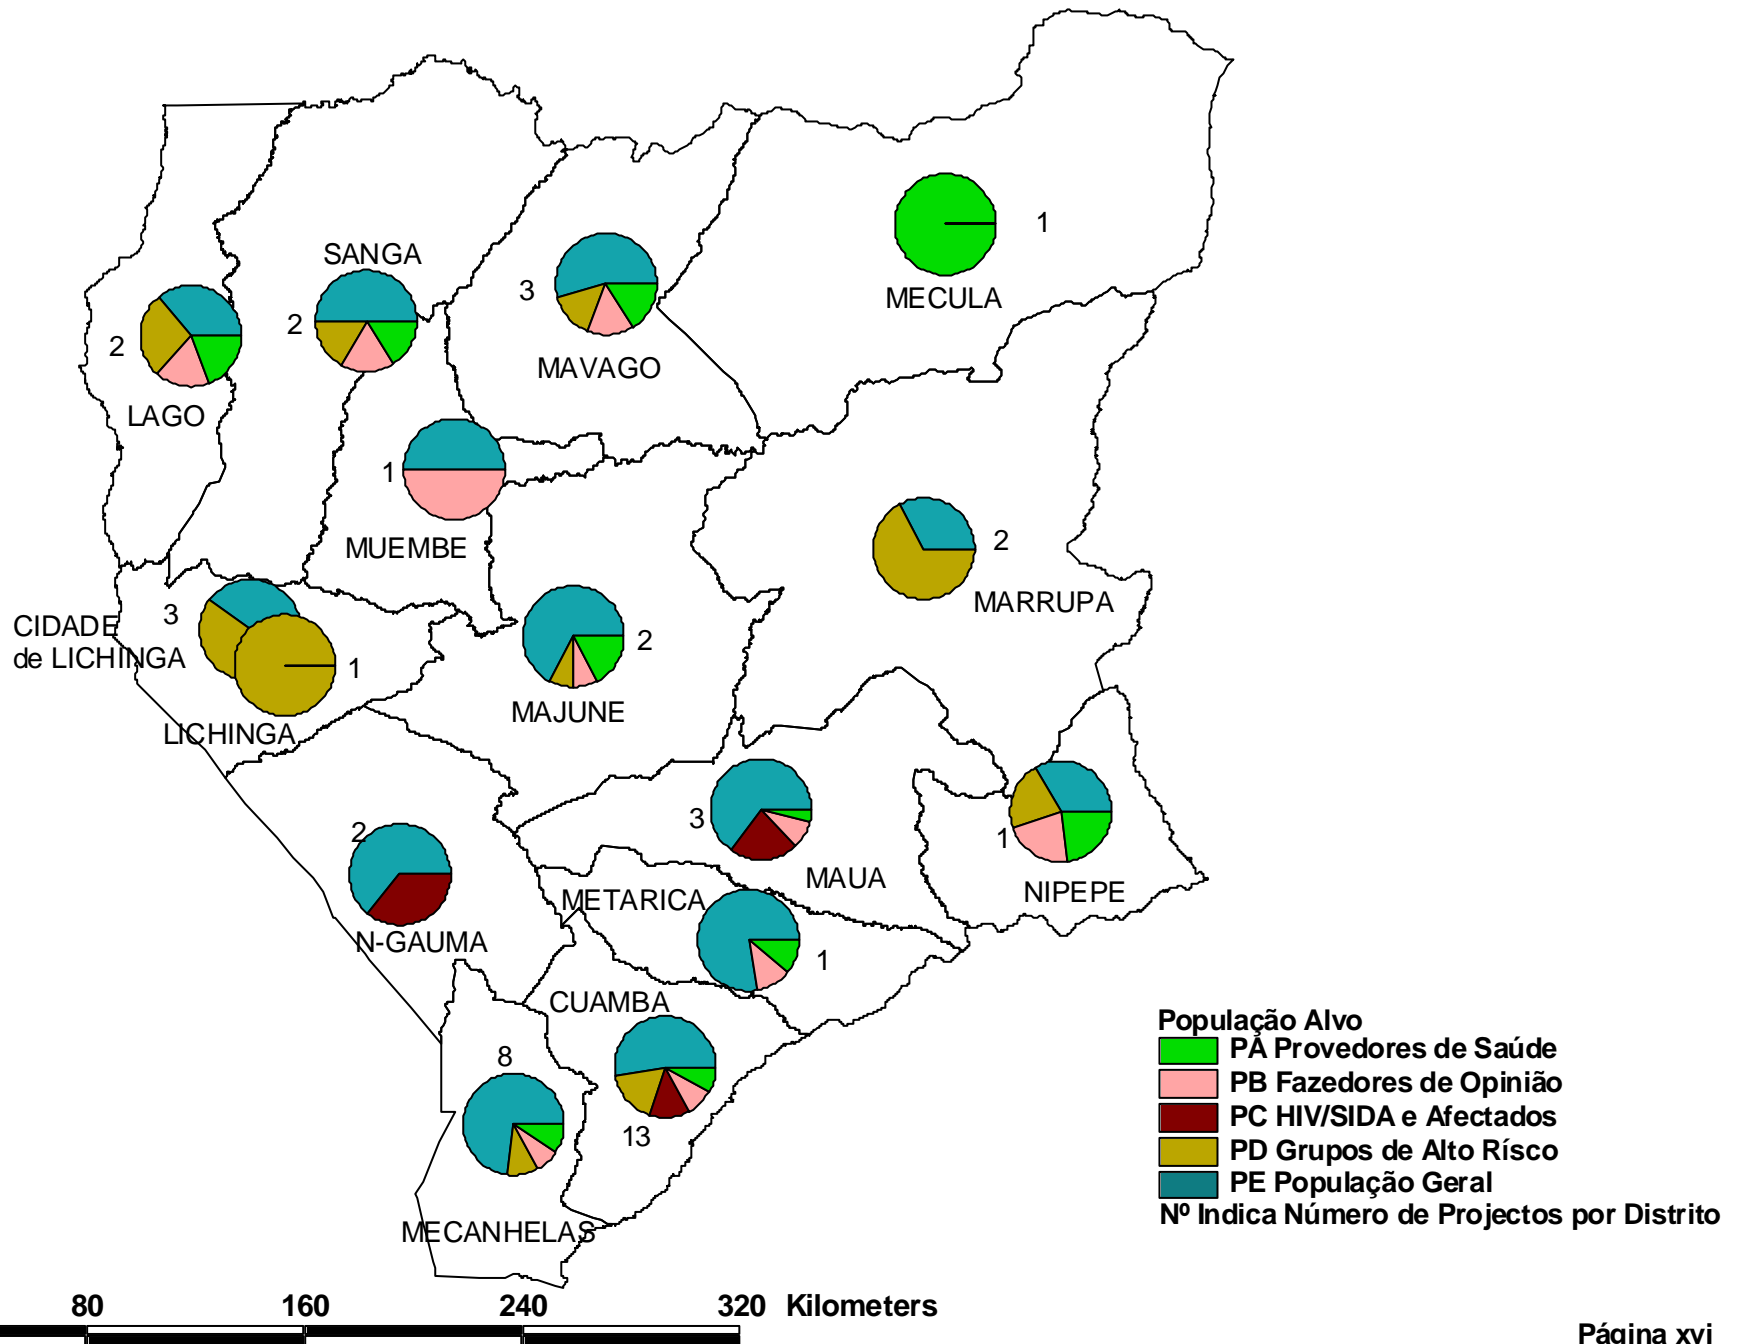 1
SANGA
3
MECULA
2
2
MAVAGO
LAGO
1
MUEMBE
2
MARRUPA
3
CIDADE
de LICHINGA
1
2
MAJUNE
LICHINGA
3
2
1
MAUA
NIPEPE
METARICA
N-GAUMA
1
CUAMBA
8
13
MECANHELAS
População Alvo
PA Provedores de Saúde
PB Fazedores de Opinião
PC HIV/SIDA e Afectados
PD Grupos de Alto Rísco
PE População Geral
Nº Indica Número de Projectos por Distrito
80 160 240 320 Kilometers
Página xvi